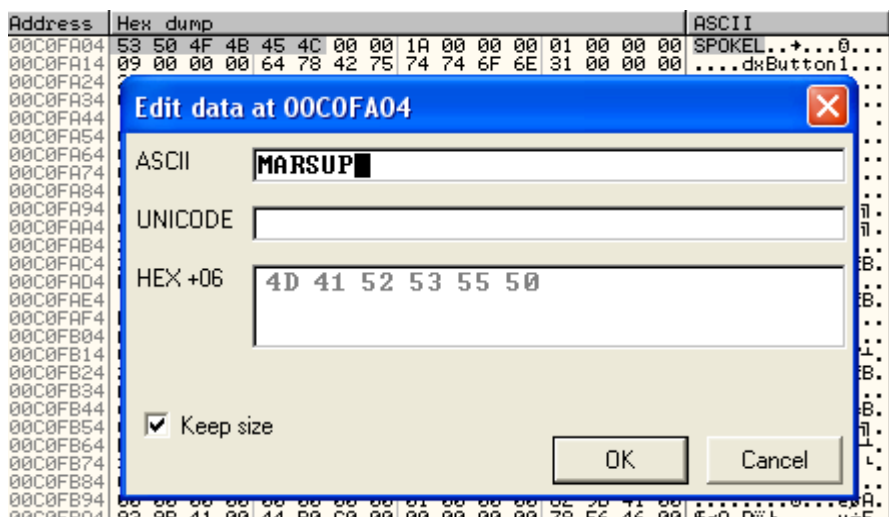 Address Hex dump ASCII
00C0FA04 53 50 4F 4B 45 4C 00 00 1A 00 00 00 01 00 00 00 SPOKEL..→...0...
00C0FA14 09 00 00 00 64 78 42 75 74 74 6F 6E 31 00 00 00 ....dxButton1...
00C0FA24
00C0FA34
00C0FA44
00C0FA54
00C0FA64
00C0FA74
00C0FA84
00C0FA94
00C0FAA4
00C0FAB4
00C0FAC4
00C0FAD4
00C0FAE4
00C0FAF4
00C0FB04
00C0FB14
00C0FB24
00C0FB34
00C0FB44
00C0FB54
00C0FB64
00C0FB74
00C0FB84
00C0FB94
Edit data at 00C0FA04
ASCII MARSUP
UNICODE
HEX +06 4D 41 52 53 55 50
Keep size
OK Cancel